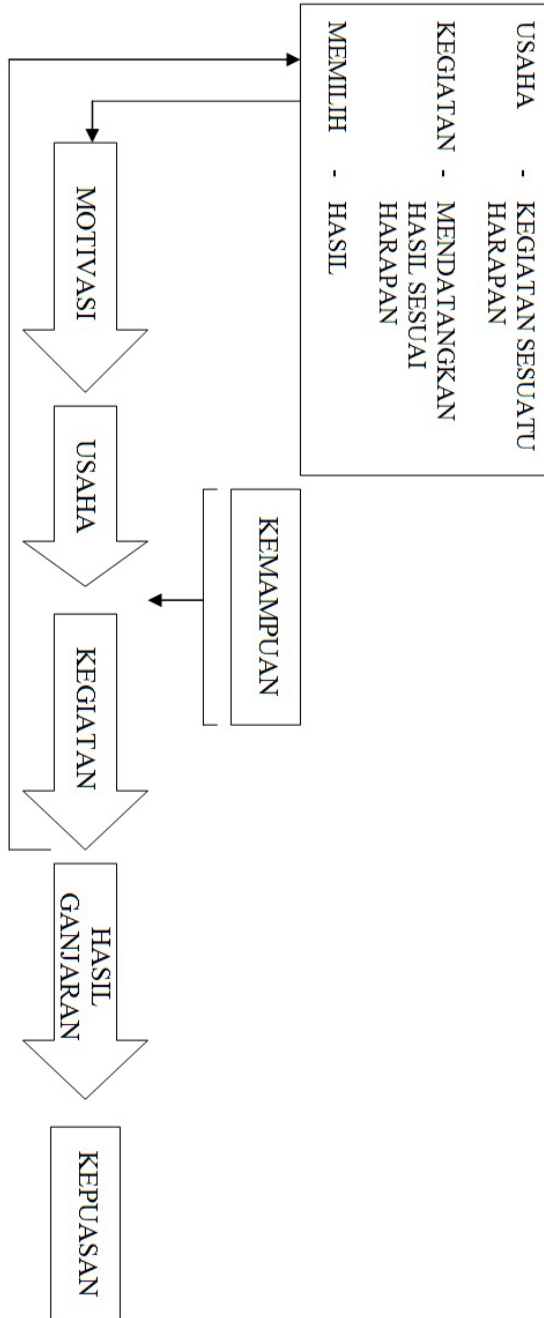 USAHA - KEGIATAN SESUATU
HARAPAN
KEGIATAN - MENDATANGKAN
HASIL SESUAI
HARAPAN
MEMILIH - HASIL
KEMAMPUAN
MOTIVASI
USAHA
KEGIATAN
HASIL
GANJARAN
KEPUASAN